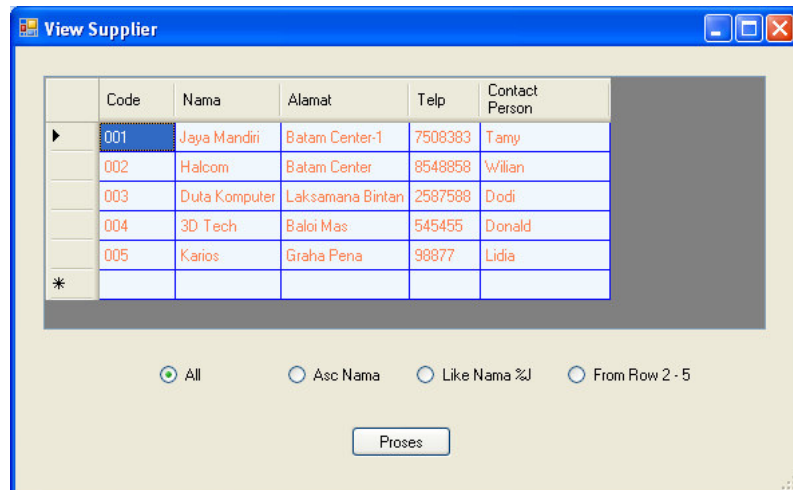 View Supplier
Code Nama Alamat Telp Contact Person
001 Jaya Mandiri Batam Center-1 7508383 Tamy
002 Halcom Batam Center 8548858 Wilian
003 Duta Komputer Laksamana Bintan 2587588 Dodi
004 3D Tech Baloi Mas 545455 Donald
005 Karios Graha Pena 98877 Lidia
All Asc Nama Like Nama %J From Row 2 - 5
Proses